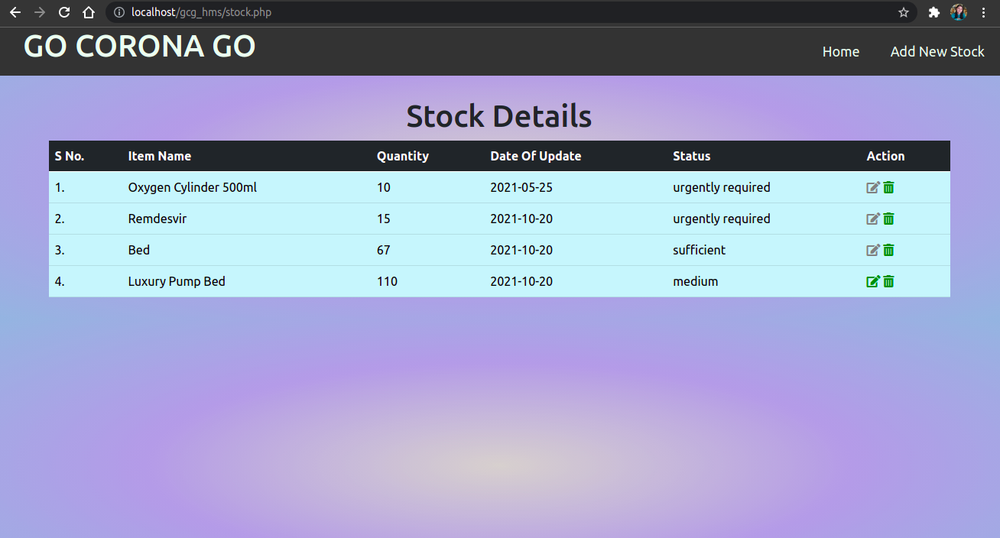 localhost/gcg_hms/stock.php
GO CORONA GO
Home Add New Stock
Stock Details
S No. Item Name Quantity Date Of Update Status Action
1. Oxygen Cylinder 500ml 10 2021-05-25 urgently required
2. Remdesvir 15 2021-10-20 urgently required
3. Bed 67 2021-10-20 sufficient
4. Luxury Pump Bed 110 2021-10-20 medium